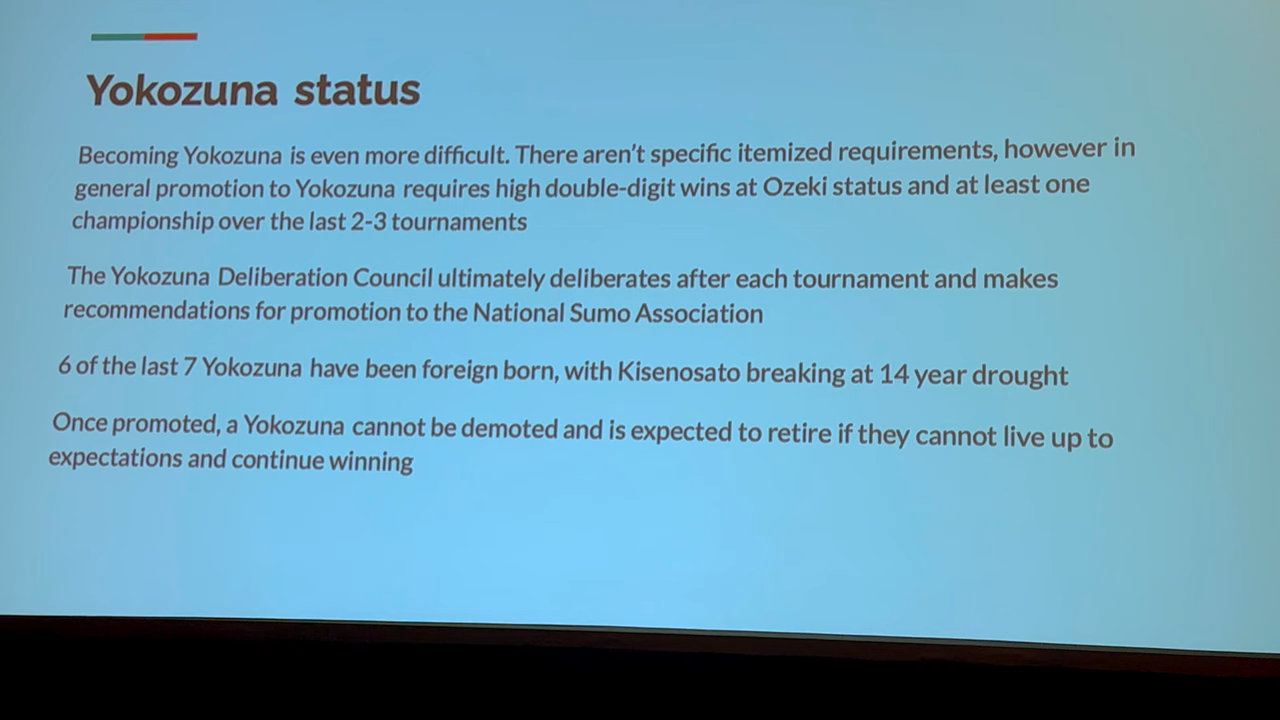 Yokozuna status
Becoming Yokozuna is even more difficult. There aren't specific itemized requirements, however in
general promotion to Yokozuna requires high double-digit wins at Ozeki status and at least one
championship over the last 2-3 tournaments
The Yokozuna Deliberation Council ultimately deliberates after each tournament and makes
recommendations for promotion to the National Sumo Association
6 of the last 7 Yokozuna have been foreign born, with Kisenosato breaking at 14 year drought
Once promoted, a Yokozuna cannot be demoted and is expected to retire if they cannot live up to
expectations and continue winning